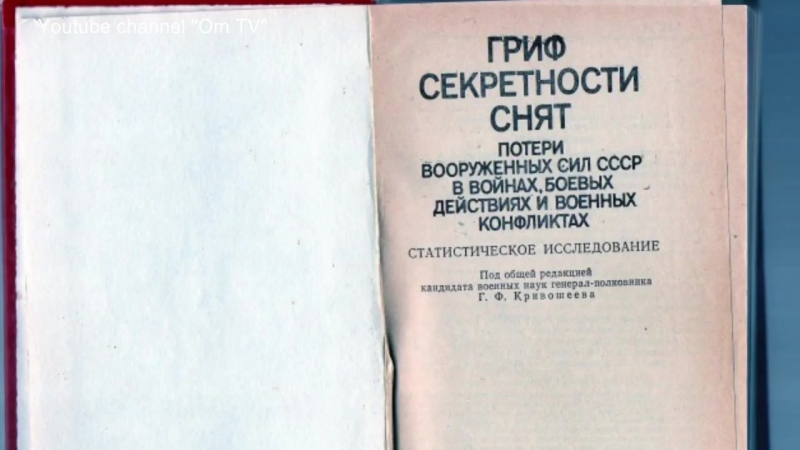 "Youtube channel "Om TV"
ГРИФ
СЕКРЕТНОСТИ
СНЯТ
ПОТЕРИ
ВООРУЖЕННЫХ СИЛ СССР
В ВОЙНАХ, БОЕВЫХ
ДЕЙСТВИЯХ И ВОЕННЫХ
КОНФЛИКТАХ
СТАТИСТИЧЕСКОЕ ИССЛЕДОВАНИЕ
Под общей редакцией
кандидата военных наук генерал-полковника
Г. Ф. Кривошеева